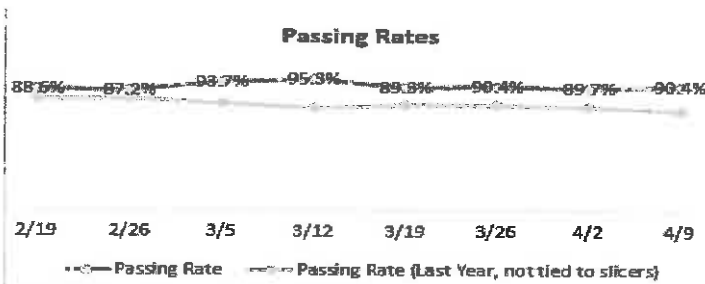 Passing Rates
88.6% 87.2% 93.7% 95.3% 89.3% 90.4% 89.7% 90.4%
2/19 2/26 3/5 3/12 3/19 3/26 4/2 4/9
Passing Rate Passing Rate (Last Year, not tied to slicers)